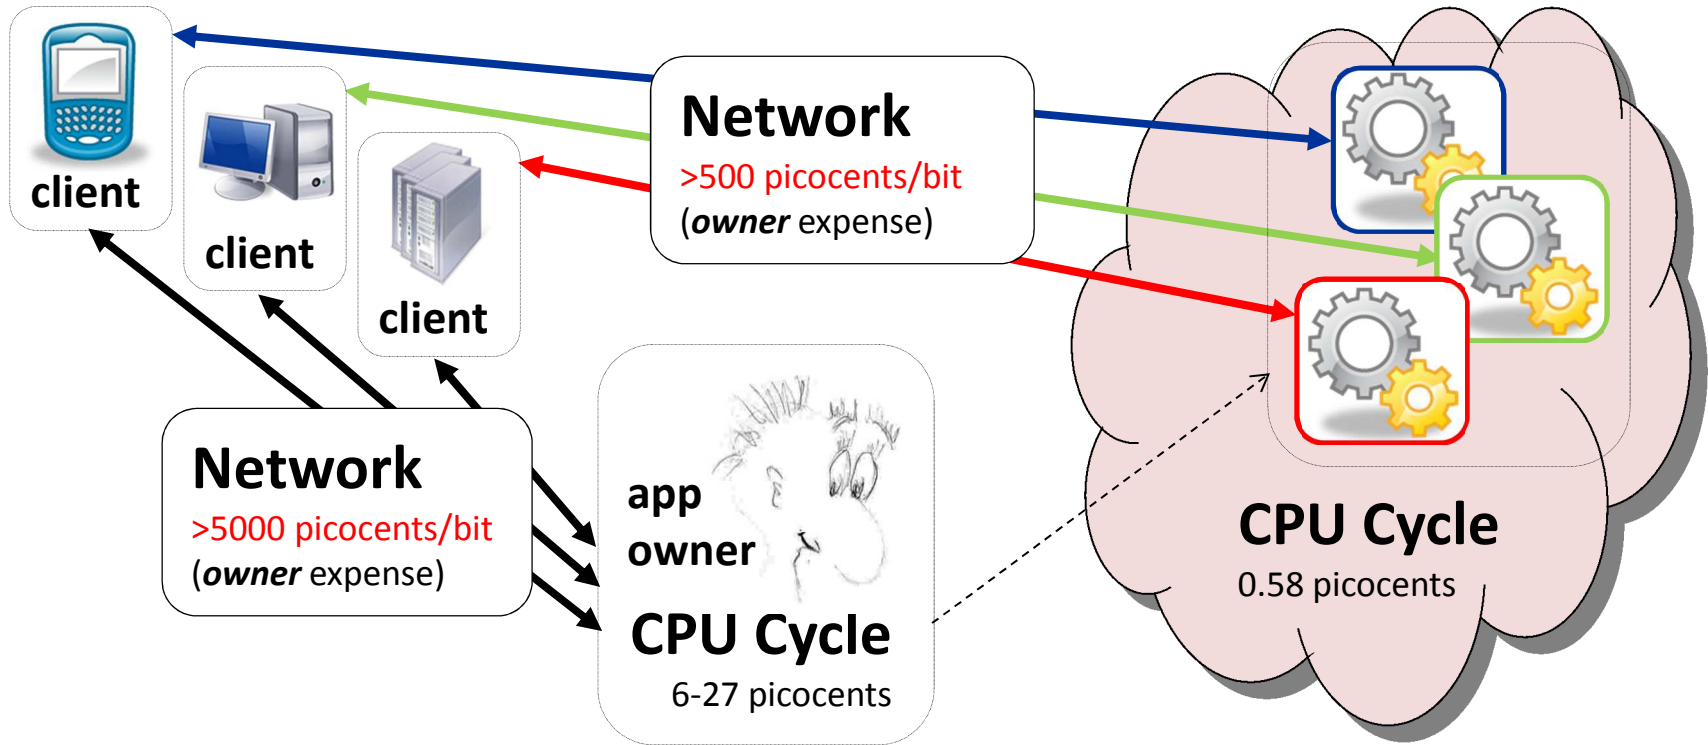 client
client
client
Network
>500 picocents/bit
(owner expense)
Network
>5000 picocents/bit
(owner expense)
app
owner
CPU Cycle
6-27 picocents
CPU Cycle
0.58 picocents